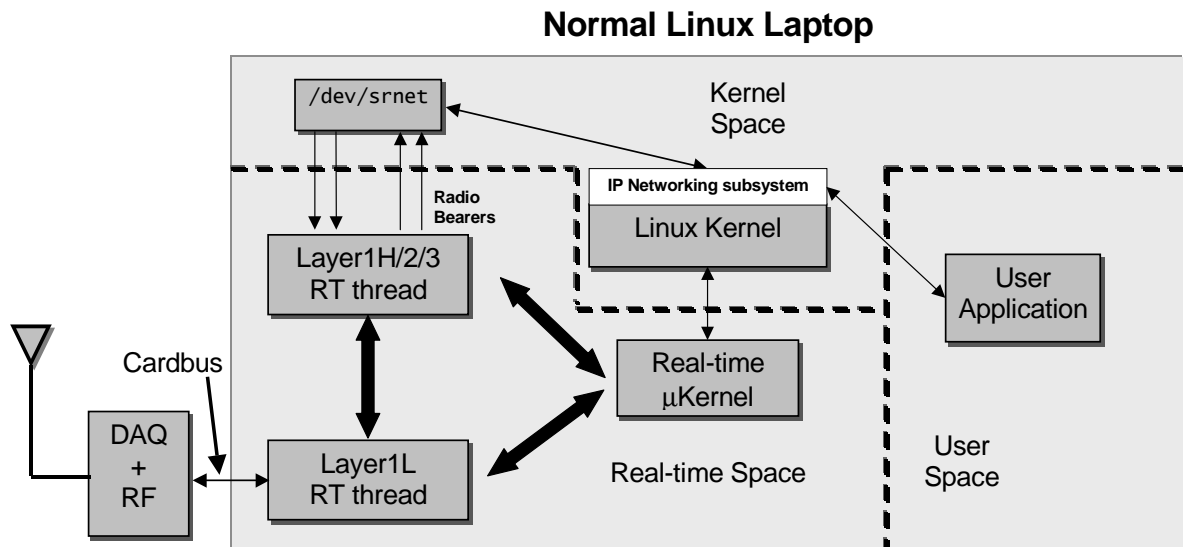 Normal Linux Laptop
/dev/srnet
Kernel
Space
IP Networking subsystem
Linux Kernel
Radio
Bearers
Layer1H/2/3
RT thread
User
Application
Cardbus
Real-time
μKernel
DAQ
+
RF
Layer1L
RT thread
Real-time Space
User
Space